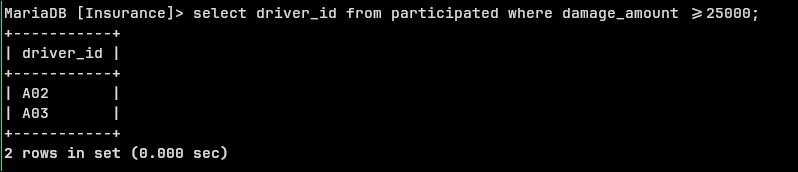 MariaDB [Insurance]> select driver_id from participated where damage_amount ≥25000;
+-----------+
| driver_id |
+-----------+
| A02       |
| A03       |
+-----------+
2 rows in set (0.000 sec)